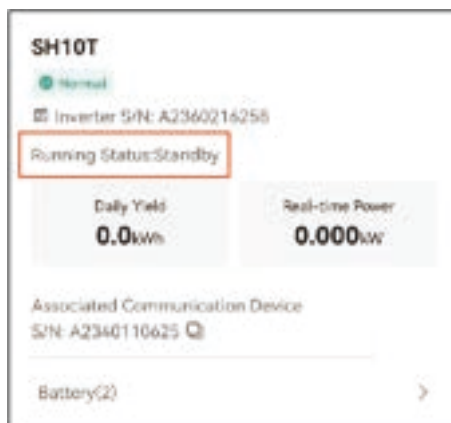 SH10T
Normal
Inverter S/N: A2360216258
Running Status:Standby
Daily Yield
Real-time Power
0.0kWh
0.000kW
Associated Communication Device
S/N: A2340110625
Battery(2)